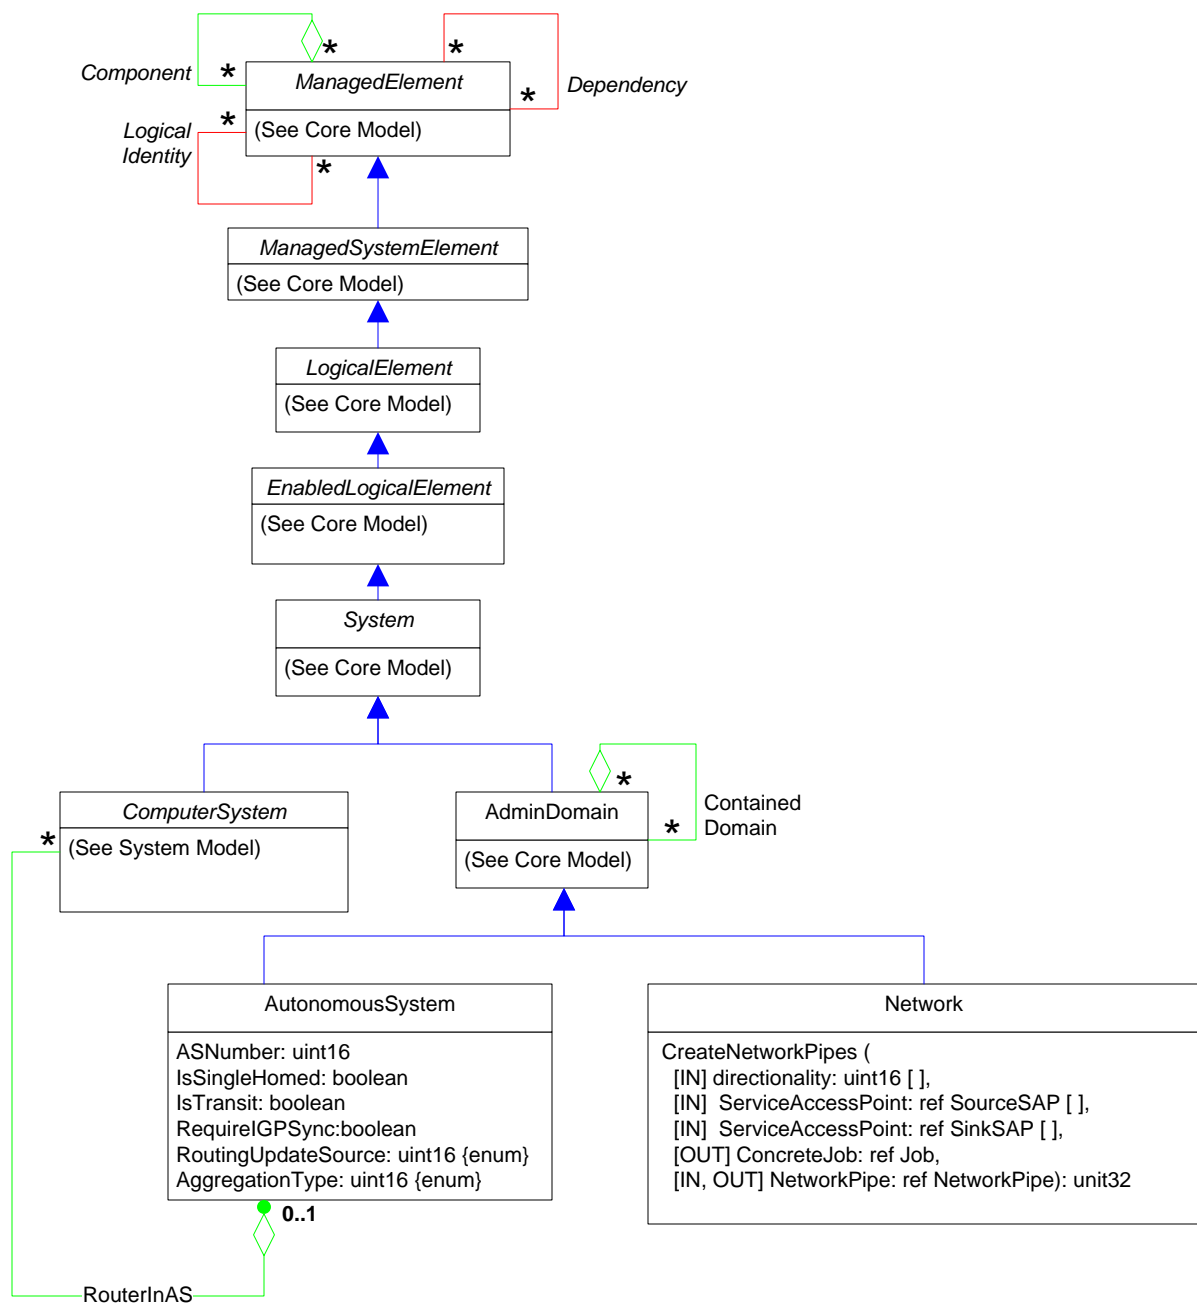 *
*
Component
*
ManagedElement
*
Dependency
*
(See Core Model)
Logical
Identity
*
ManagedSystemElement
(See Core Model)
LogicalElement
(See Core Model)
EnabledLogicalElement
(See Core Model)
System
(See Core Model)
ComputerSystem
*
(See System Model)
*
AdminDomain
*
Contained
Domain
(See Core Model)
AutonomousSystem
ASNumber: uint16
IsSingleHomed: boolean
IsTransit: boolean
RequireIGPSync:boolean
RoutingUpdateSource: uint16 {enum}
AggregationType: uint16 {enum}
0..1
RouterInAS
Network
CreateNetworkPipes (
[IN] directionality: uint16 [ ],
[IN] ServiceAccessPoint: ref SourceSAP [ ],
[IN] ServiceAccessPoint: ref SinkSAP [ ],
[OUT] ConcreteJob: ref Job,
[IN, OUT] NetworkPipe: ref NetworkPipe): unit32